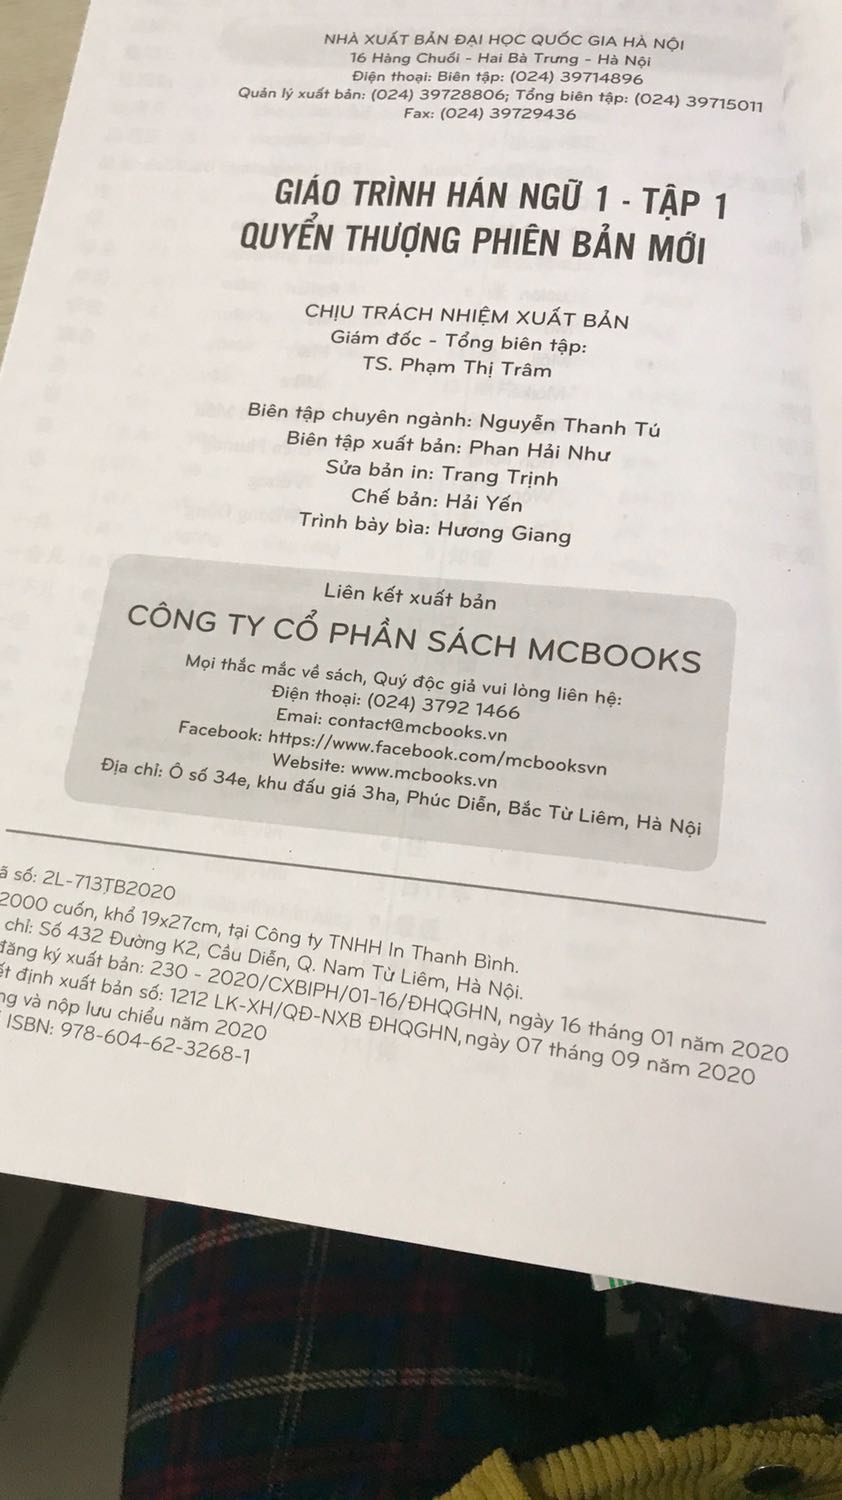 NHÀ XUẤT BẢN ĐẠI HỌC QUỐC GIA HÀ NỘI
16 Hàng Chuối - Hai Bà Trưng - Hà Nội
Điện thoại: Biên tập: (024) 39714896
Quản lý xuất bản: (024) 39728806; Tổng biên tập: (024) 39715011
Fax: (024) 39729436
GIÁO TRÌNH HÁN NGỮ 1 - TẬP 1
QUYỂN THƯỢNG PHIÊN BẢN MỚI
CHỊU TRÁCH NHIỆM XUẤT BẢN
Giám đốc - Tổng biên tập:
TS. Phạm Thị Trâm
Biên tập chuyên ngành: Nguyễn Thanh Tú
Biên tập xuất bản: Phan Hải Như
Sửa bản in: Trang Trịnh
Chế bản: Hải Yến
Trình bày bìa: Hương Giang
Liên kết xuất bản
CÔNG TY CỔ PHẦN SÁCH MCBOOKS
Mọi thắc mắc về sách, Quý độc giả vui lòng liên hệ:
Điện thoại: (024) 3792 1466
Emai: contact@mcbooks.vn
Facebook: https://www.facebook.com/mcbooksvn
Website: www.mcbooks.vn
Địa chỉ: Ô số 34e, khu đấu giá 3ha, Phúc Diễn, Bắc Từ Liêm, Hà Nội
ã số: 2L-713TB2020
2000 cuốn, khổ 19x27cm, tại Công ty TNHH In Thanh Bình.
chỉ: Số 432 Đường K2, Cầu Diễn, Q. Nam Từ Liêm, Hà Nội.
đăng ký xuất bản: 230 - 2020/CXBIPH/01-16/ĐHQGHN, ngày 16 tháng 01 năm 2020
ết định xuất bản số: 1212 LK-XH/QĐ-NXB ĐHQGHN, ngày 07 tháng 09 năm 2020
ng và nộp lưu chiểu năm 2020
ISBN: 978-604-62-3268-1